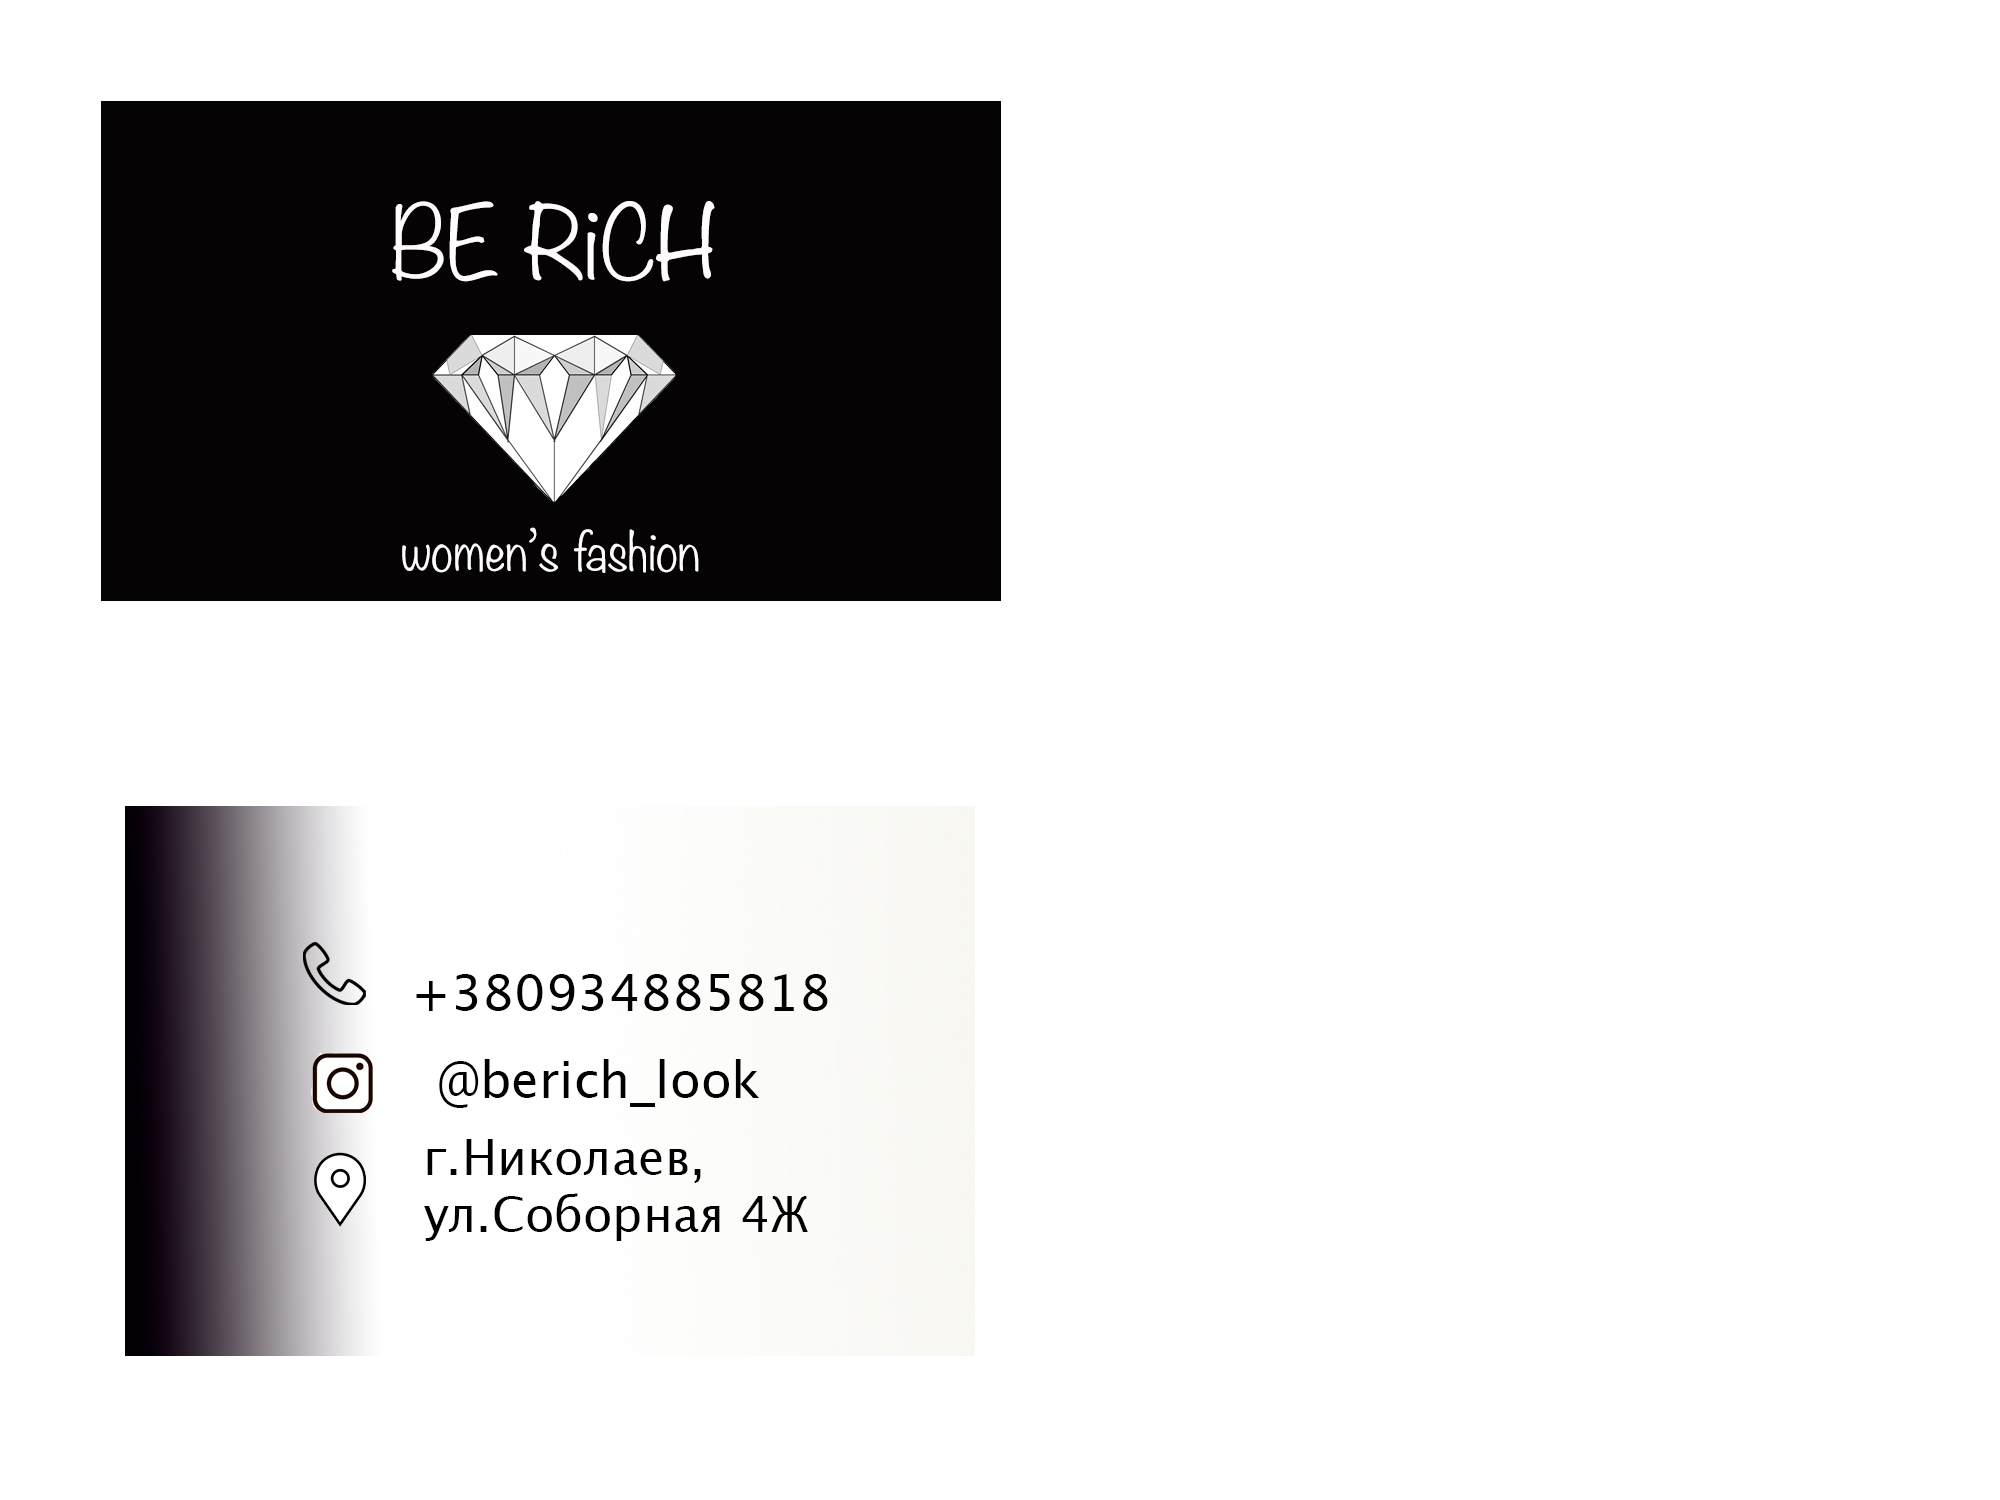 BE RiCH
women's fashion
+380934885818
@berich_look
г.Николаев,
ул.Соборная 4Ж